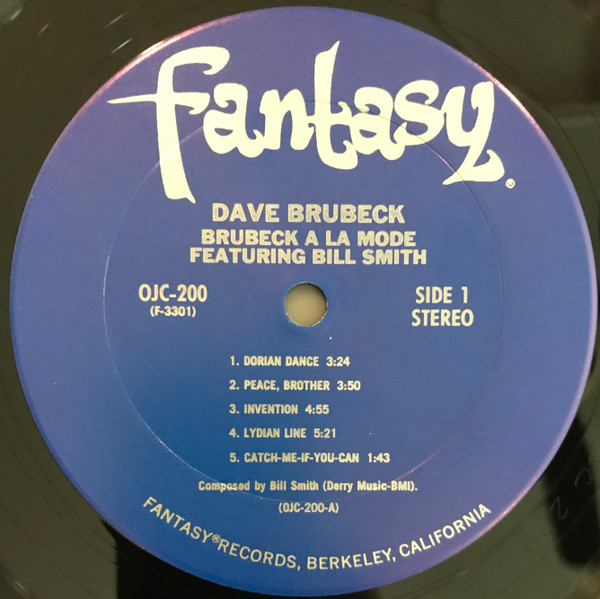 fantasy®
DAVE BRUBECK
BRUBECK A LA MODE
FEATURING BILL SMITH
OJC-200
(F-3301)
SIDE 1
STEREO
1. DORIAN DANCE 3:24
2. PEACE, BROTHER 3:50
3. INVENTION 4:55
4. LYDIAN LINE 5:21
5. CATCH-ME-IF-YOU-CAN 1:43
Composed by Bill Smith (Derry Music-BMI).
(OJC-200-A)
FANTASY® RECORDS, BERKELEY, CALIFORNIA